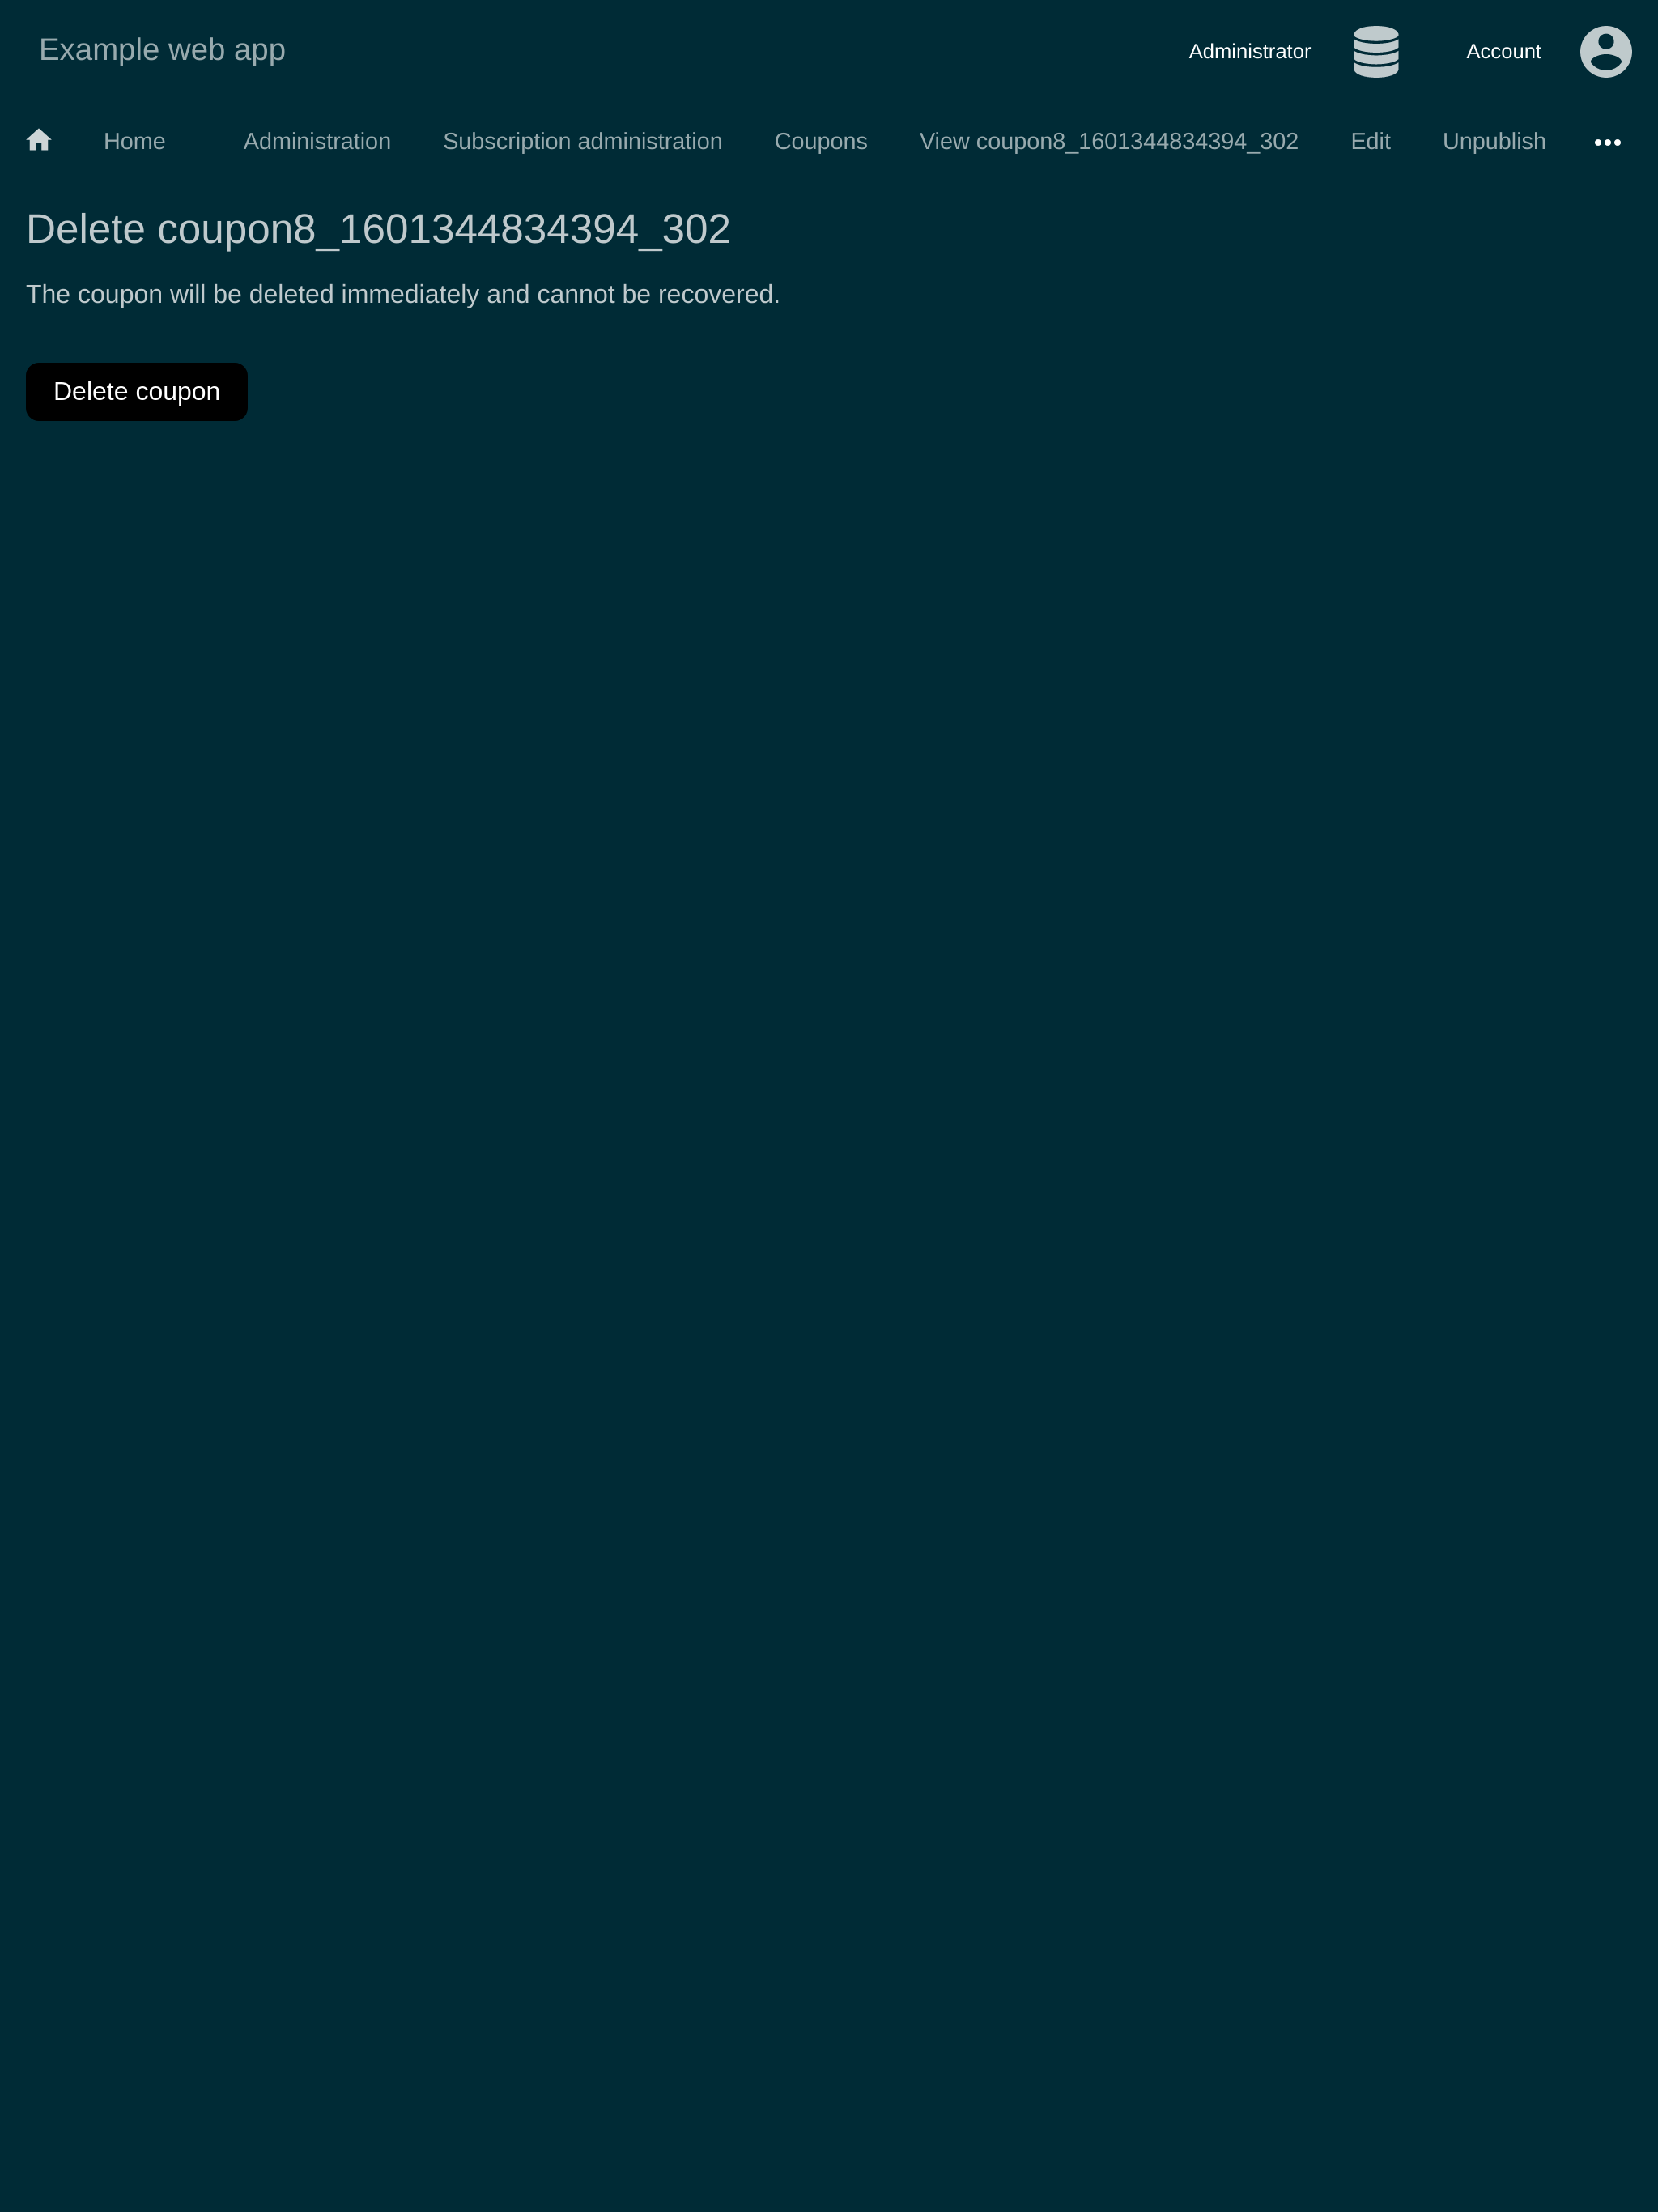 Example web app
Administrator
Account
Home
Administration
Subscription administration
Coupons
View coupon8_1601344834394_302
Edit
Unpublish
Delete coupon8_1601344834394_302
The coupon will be deleted immediately and cannot be recovered.
Delete coupon